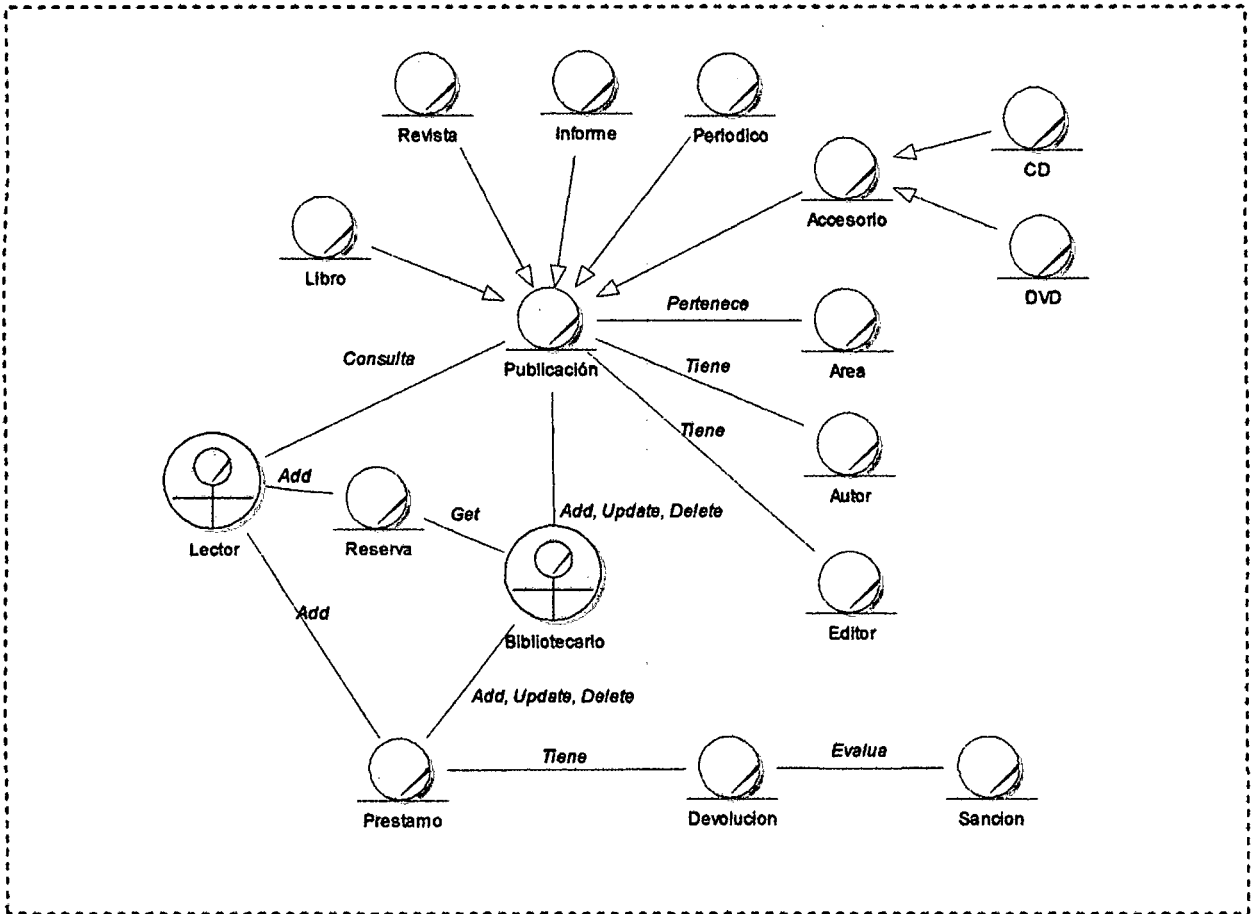 Revista
Informe
Periodico
CD
Accesorio
Libro
DVD
Pertenece
Consulta
Publicación
Tiene
Area
Tiene
Add
Autor
Get
Add, Update, Delete
Lector
Reserva
Add
Bibliotecario
Editor
Add, Update, Delete
Tiene
Evalua
Prestamo
Devolucion
Sancion